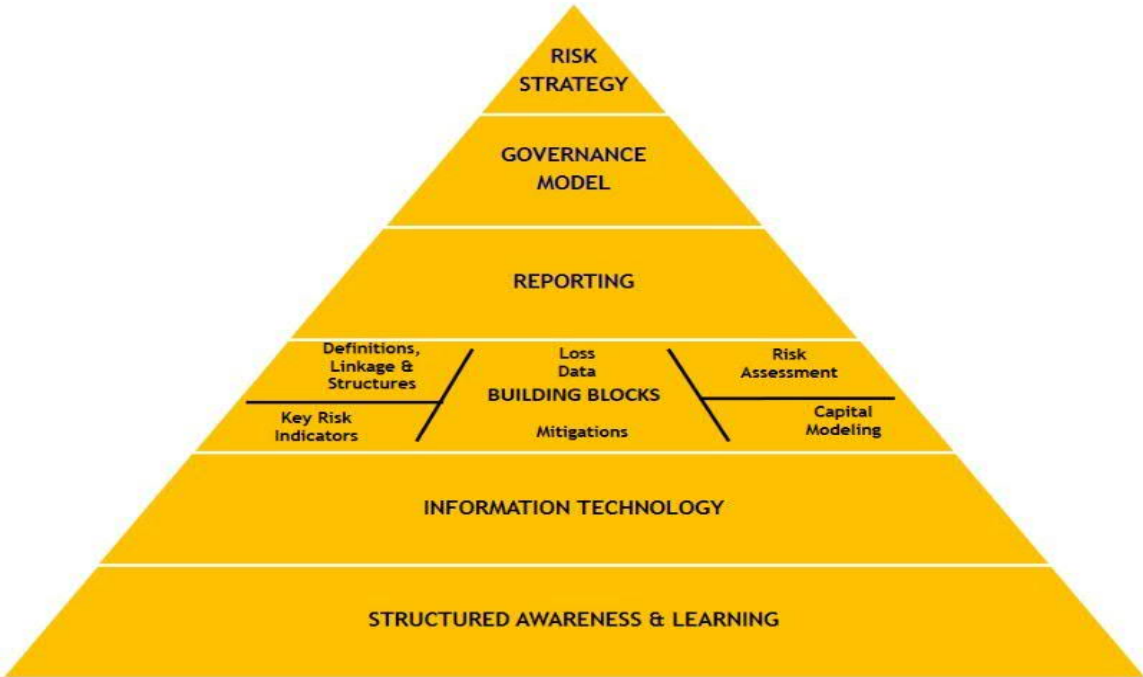 RISK
STRATEGY
GOVERNANCE
MODEL
REPORTING
Definitions,
Linkage &
Structures
Key Risk
Indicators
Loss
Data
BUILDING BLOCKS
Mitigations
Risk
Assessment
Capital
Modeling
INFORMATION TECHNOLOGY
STRUCTURED AWARENESS & LEARNING